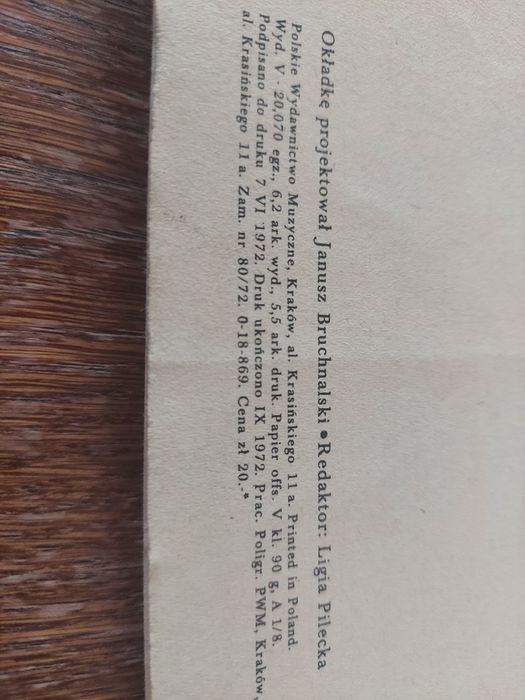 Okładkę projektował Janusz Bruchnalski • Redaktor: Ligia Pilecka
Polskie Wydawnictwo Muzyczne, Kraków, al. Krasińskiego 11 a. Printed in Poland.
Wyd. V - 20,070 egz., 6,2 ark. wyd., 5,5 ark. druk. Papier offs. V kl. 90 g, A 1/8.
Podpisano do druku 7 VI 1972. Druk ukończono IX 1972. Prac. Poligr. PWM, Kraków,
al. Krasińskiego 11 a. Zam. nr 80/72. 0-18-869. Cena zł 20.-*